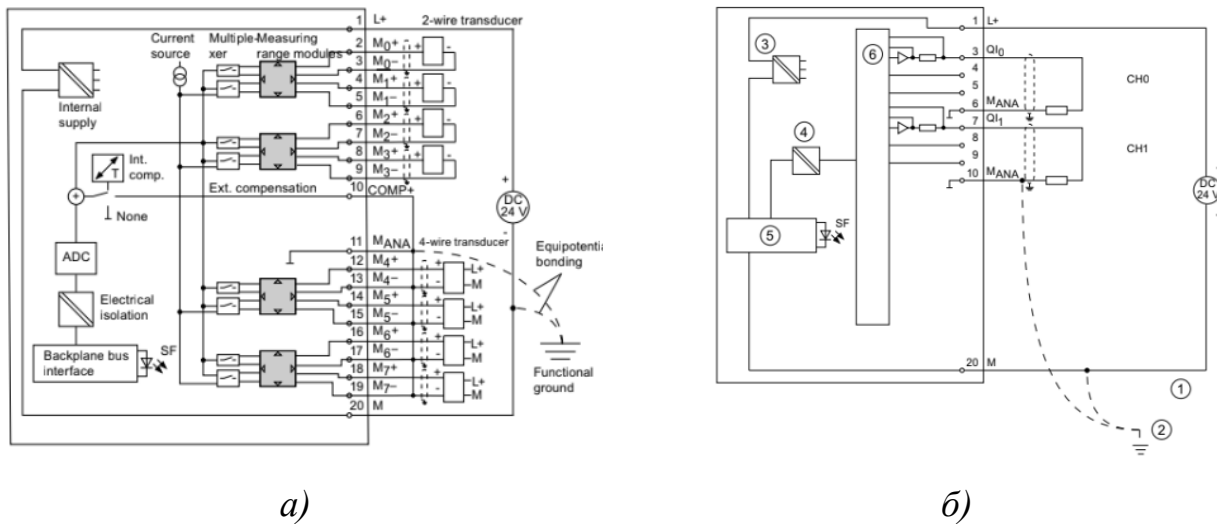 1 L+ 2-wire transducer
Current source
Multiple- xer
Measuring range modules
2 M0+ + -
3 M0-
4 M1+ + -
5 M1-
Internal supply
6 M2+ + -
7 M2-
8 M3+ + -
9 M3-
T Int. comp.
Ext. compensation
10 COMP+
+
None
+
DC 24 V
-
11 MANA 4-wire transducer
Equipotential bonding
ADC
12 M4+ + L+
13 M4- - M
14 M5+ + L+
15 M5- - M
Electrical isolation
16 M6+ + L+
17 M6- - M
Backplane bus interface
SF
18 M7+ + L+
19 M7- - M
20 M
Functional ground
а)
1 L+
3
6
3 QI0
4
5
CH0
6 MANA
7 QI1
4
8
CH1
9
10 MANA
+
DC 24 V
5
SF
20 M
1
2
б)